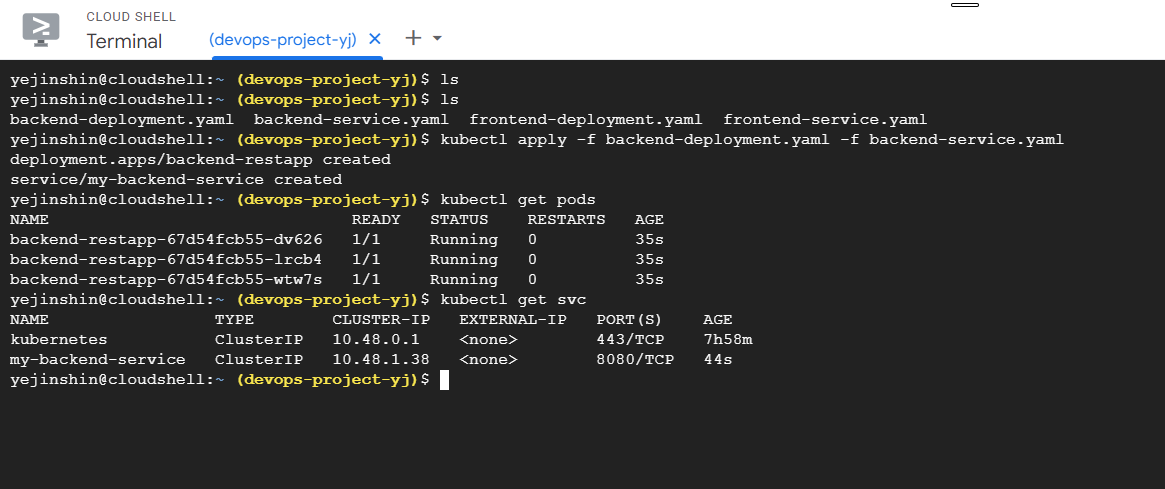 CLOUD SHELL
Terminal
(devops-project-yj)
yejinshin@cloudshell:~ (devops-project-yj)$ ls
yejinshin@cloudshell:~ (devops-project-yj)$ ls
backend-deployment.yaml  backend-service.yaml  frontend-deployment.yaml  frontend-service.yaml
yejinshin@cloudshell:~ (devops-project-yj)$ kubectl apply -f backend-deployment.yaml -f backend-service.yaml
deployment.apps/backend-restapp created
service/my-backend-service created
yejinshin@cloudshell:~ (devops-project-yj)$ kubectl get pods
NAME                               READY   STATUS    RESTARTS   AGE
backend-restapp-67d54fcb55-dv626   1/1     Running   0          35s
backend-restapp-67d54fcb55-lrcb4   1/1     Running   0          35s
backend-restapp-67d54fcb55-wtw7s   1/1     Running   0          35s
yejinshin@cloudshell:~ (devops-project-yj)$ kubectl get svc
NAME                 TYPE        CLUSTER-IP   EXTERNAL-IP   PORT(S)    AGE
kubernetes           ClusterIP   10.48.0.1    <none>        443/TCP    7h58m
my-backend-service   ClusterIP   10.48.1.38   <none>        8080/TCP   44s
yejinshin@cloudshell:~ (devops-project-yj)$